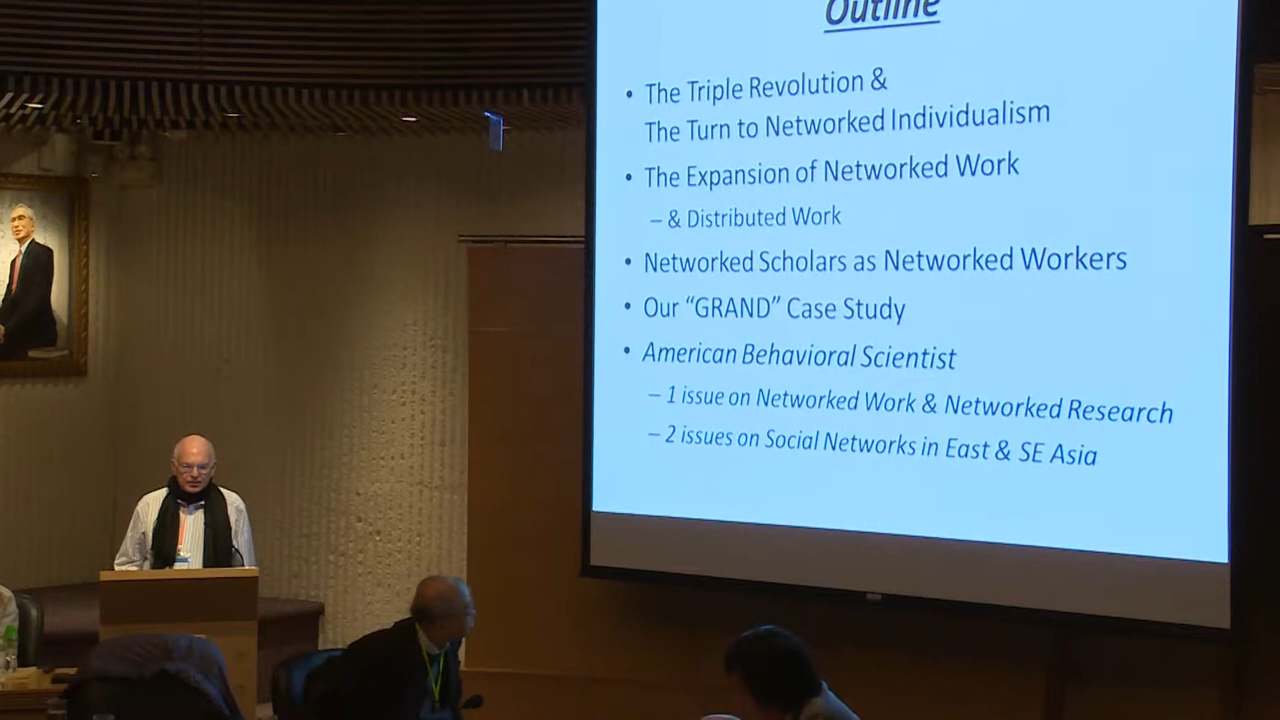 Outline
• The Triple Revolution &
The Turn to Networked Individualism
• The Expansion of Networked Work
– & Distributed Work
• Networked Scholars as Networked Workers
• Our “GRAND” Case Study
• American Behavioral Scientist
– 1 issue on Networked Work & Networked Research
– 2 issues on Social Networks in East & SE Asia